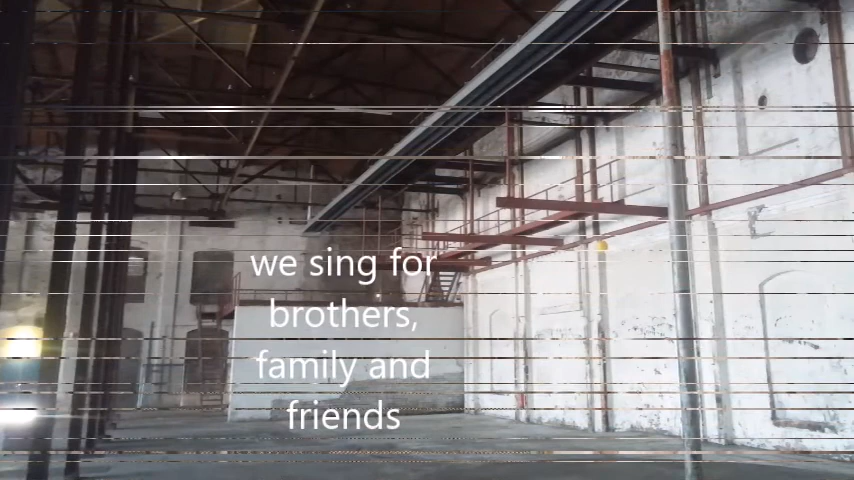 we sing for
brothers,
family and
friends